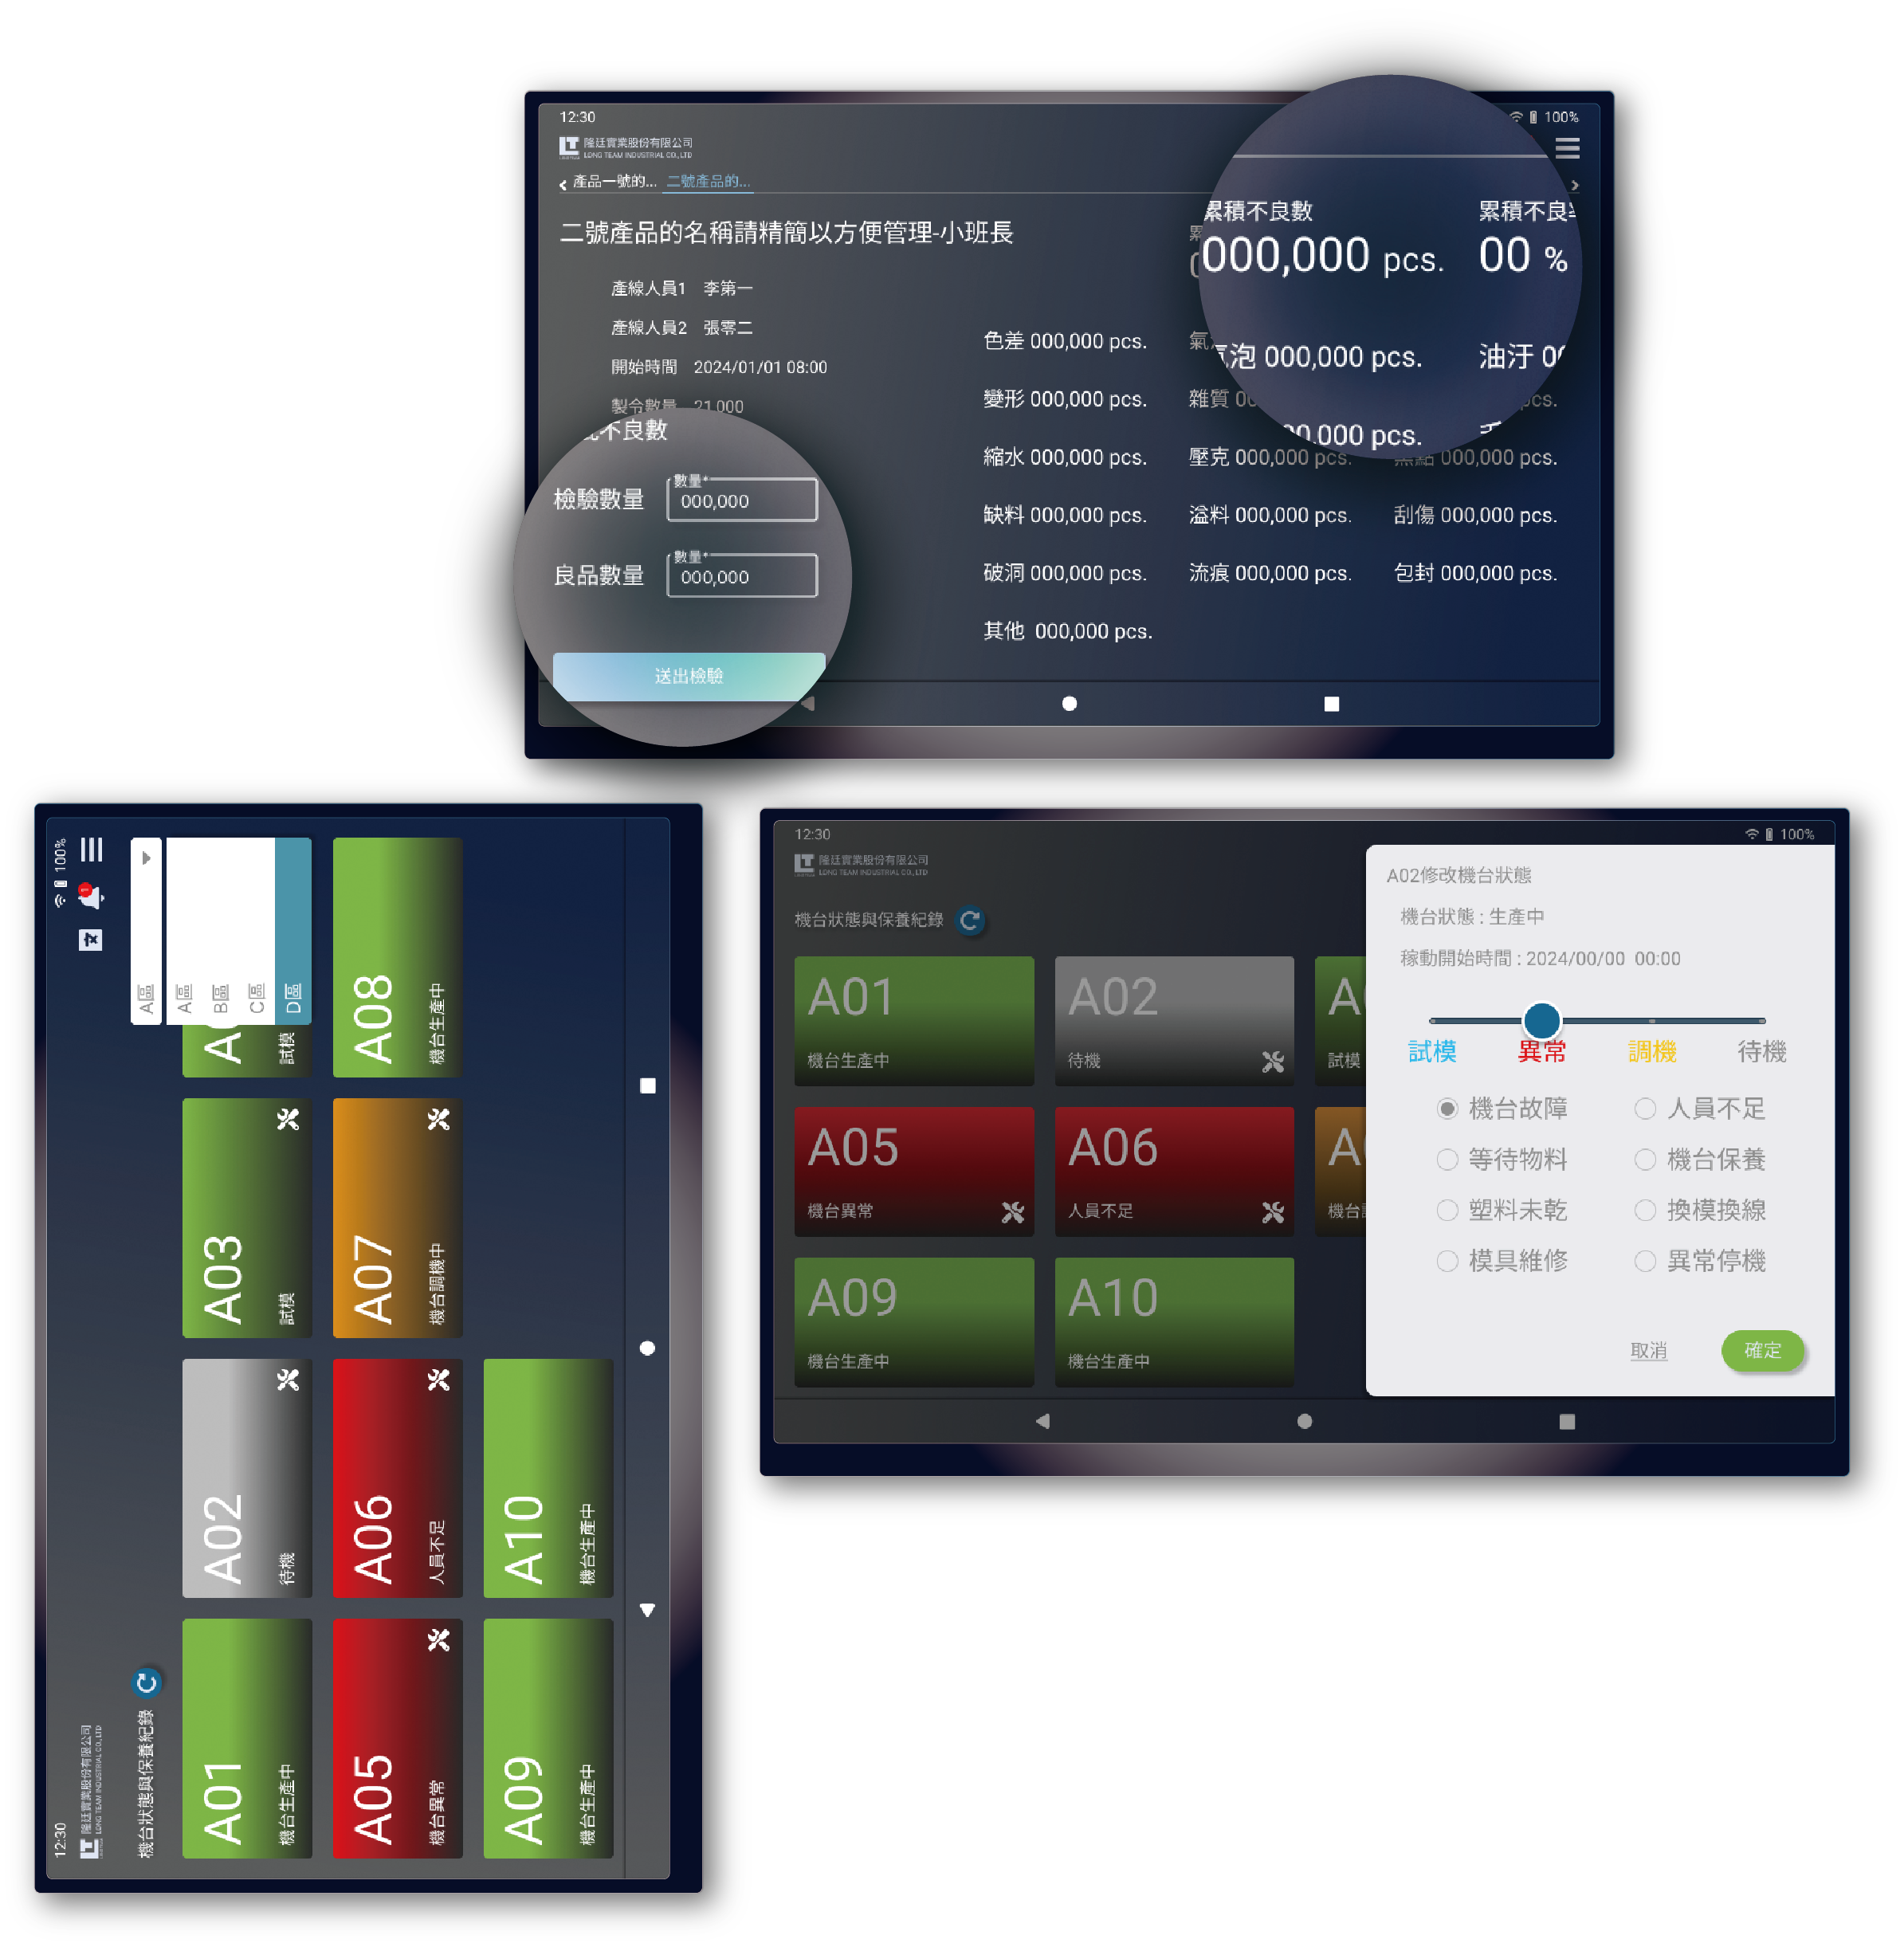 12:30
100%
隆廷實業股份有限公司
LONG TEAM INDUSTRIAL CO., LTD
產品一號的... 二號產品的...
二號產品的名稱請精簡以方便管理-小班長
累積不良數
000,000 pcs.
累積不良率
00 %
產線人員1 李第一
產線人員2 張零二
開始時間 2024/01/01 08:00
製令數量 21,000
不良數
檢驗數量 數量* 000,000
良品數量 數量* 000,000
送出檢驗
色差 000,000 pcs.
氣泡 000,000 pcs.
油汙
變形 000,000 pcs.
雜質
縮水 000,000 pcs.
壓克 000,000 pcs.
黑點 000,000 pcs.
缺料 000,000 pcs.
溢料 000,000 pcs.
刮傷 000,000 pcs.
破洞 000,000 pcs.
流痕 000,000 pcs.
包封 000,000 pcs.
其他 000,000 pcs.
12:30
100%
隆廷實業股份有限公司
LONG TEAM INDUSTRIAL CO., LTD
機台狀態與保養紀錄
A區
A區
B區
C區
D區
A01
機台生產中
A02
待機
A03
試模
試模
A05
機台異常
A06
人員不足
A07
機台調機中
A08
機台生產中
A09
機台生產中
A10
機台生產中
12:30
100%
隆廷實業股份有限公司
LONG TEAM INDUSTRIAL CO., LTD
機台狀態與保養紀錄
A01
機台生產中
A02
待機
試模
A05
機台異常
A06
人員不足
機台
A09
機台生產中
A10
機台生產中
A02修改機台狀態
機台狀態 : 生產中
稼動開始時間 : 2024/00/00 00:00
試模 異常 調機 待機
機台故障 人員不足
等待物料 機台保養
塑料未乾 換模換線
模具維修 異常停機
取消 確定